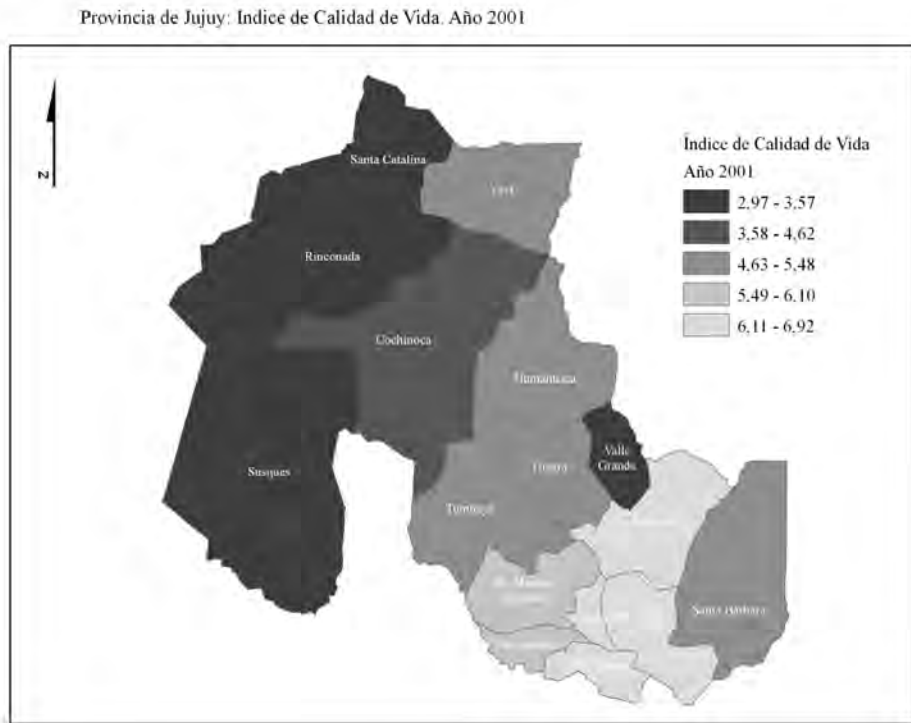 Provincia de Jujuy: Indice de Calidad de Vida. Año 2001
Z
Índice de Calidad de Vida
Año 2001
2,97 - 3,57
3,58 - 4,62
4,63 - 5,48
5,49 - 6,10
6,11 - 6,92
Santa Catalina
Rinconada
Cochinoca
Humahuaca
Valle
Grande
Susques
Tilcara
Tumbaya
Santa Bárbara